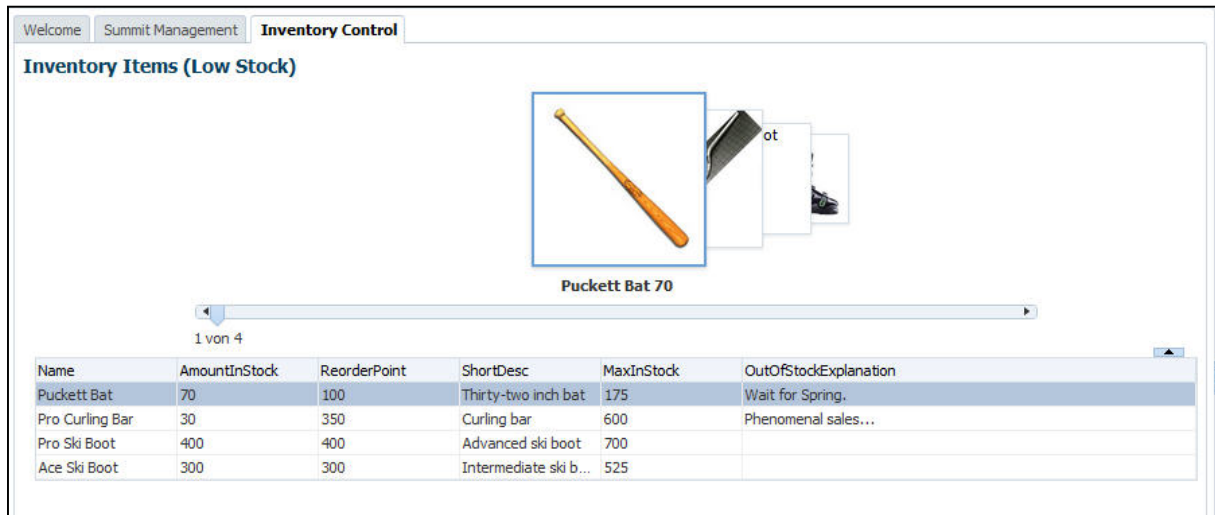 Welcome Summit Management Inventory Control
Inventory Items (Low Stock)
ot
Puckett Bat 70
1 von 4
Name AmountInStock ReorderPoint ShortDesc MaxInStock OutOfStockExplanation
Puckett Bat 70 100 Thirty-two inch bat 175 Wait for Spring.
Pro Curling Bar 30 350 Curling bar 600 Phenomenal sales...
Pro Ski Boot 400 400 Advanced ski boot 700
Ace Ski Boot 300 300 Intermediate ski b... 525